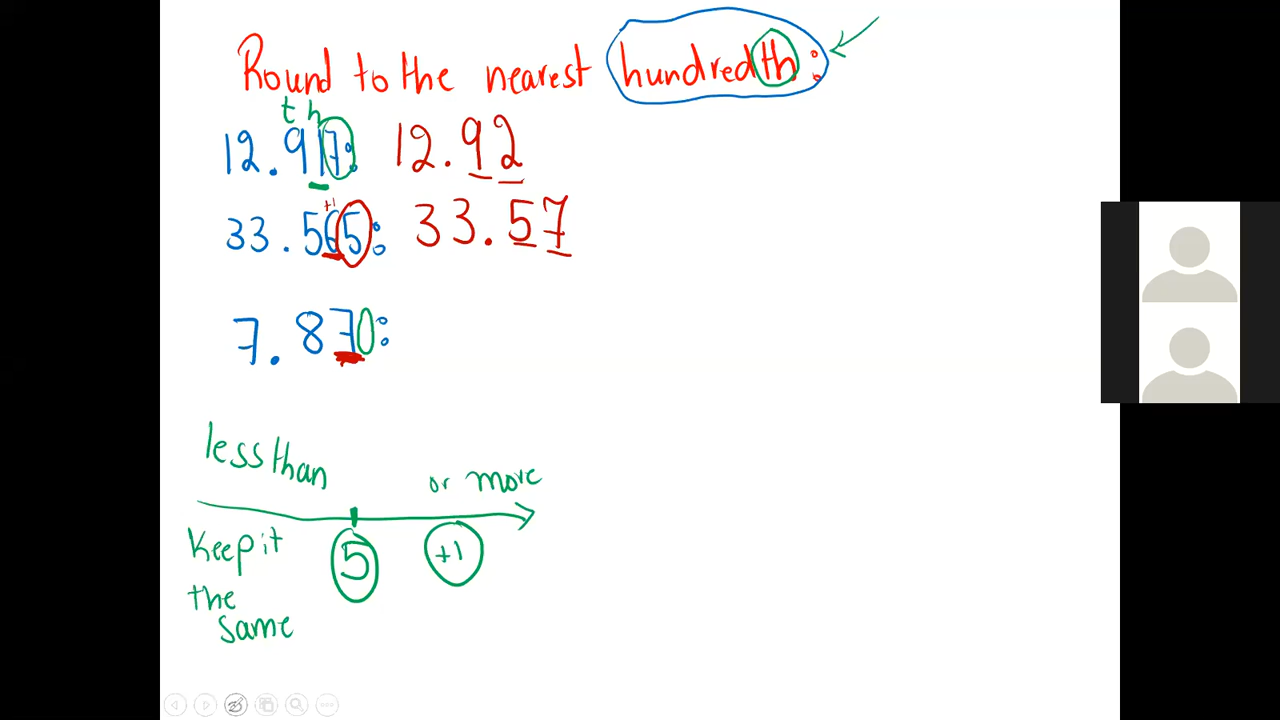 Round to the nearest hundredth:
t h
12.917: 12.92
+1
33.565: 33.57
7.870:
less than
or more
Keep it 5 +1
the
same